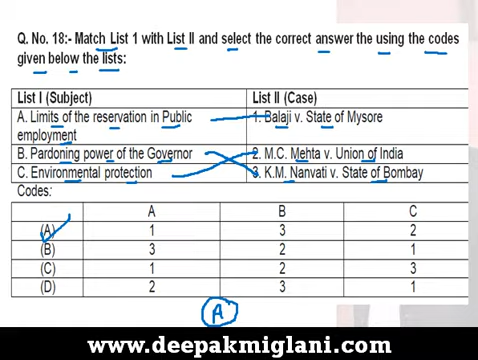 Q. No. 18:- Match List 1 with List II and select the correct answer the using the codes
given below the lists:
List I (Subject) List II (Case)
A. Limits of the reservation in Public employment 1. Balaji v. State of Mysore
B. Pardoning power of the Governor 2. M.C. Mehta v. Union of India
C. Environmental protection 3. K.M. Nanvati v. State of Bombay
Codes:
A B C
(A) 1 3 2
(B) 3 2 1
(C) 1 2 3
(D) 2 3 1
A
www.deepakmiglani.com